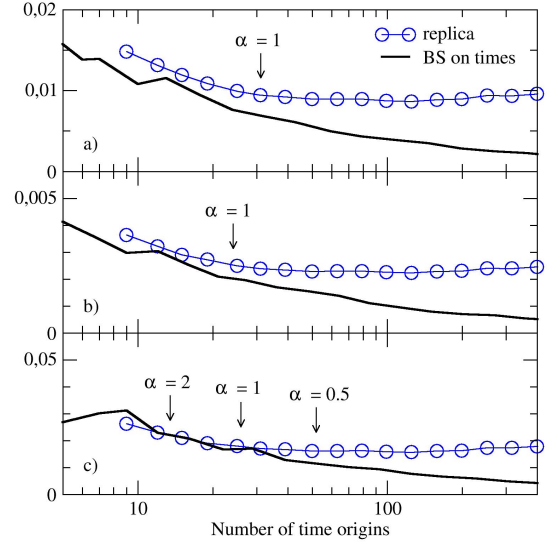 0,02
replica
BS on times
α = 1
0,01
a)
0
0,005
α = 1
b)
0
0,05
α = 2
α = 1
α = 0.5
c)
0
10
100
Number of time origins